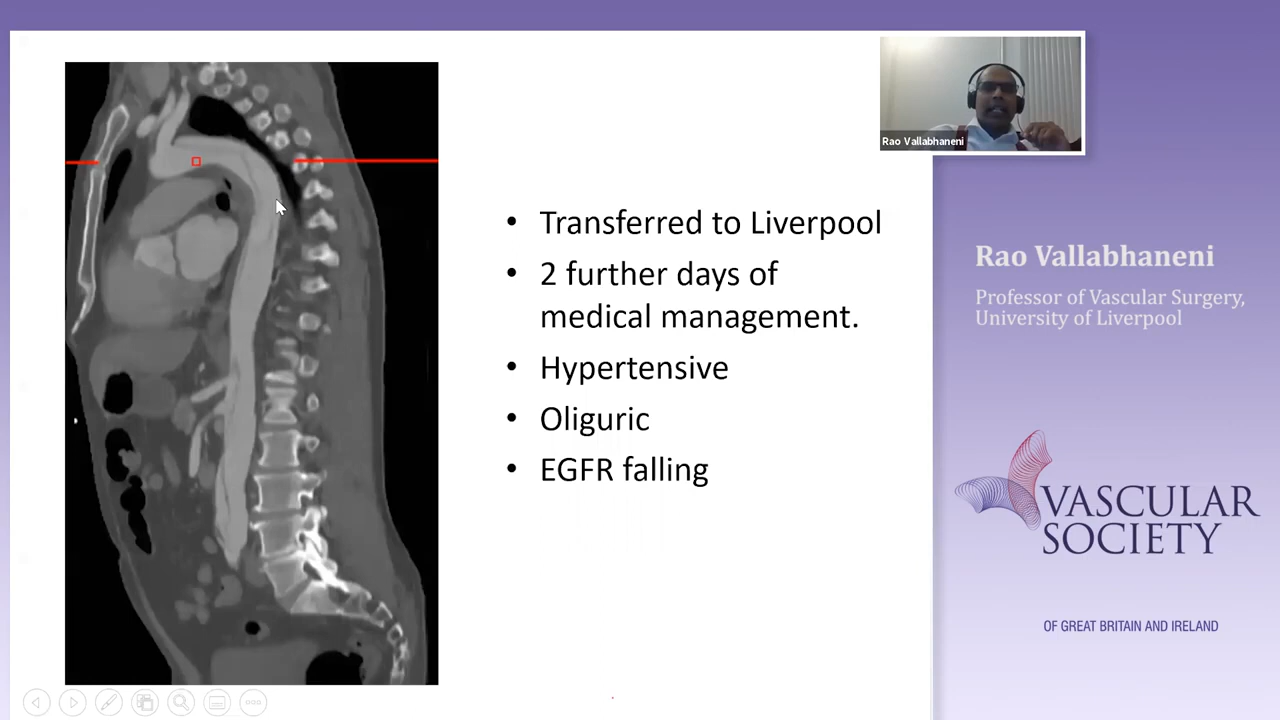 Rao Vallabhaneni
• Transferred to Liverpool
• 2 further days of
medical management.
• Hypertensive
• Oliguric
• EGFR falling
Rao Vallabhaneni
Professor of Vascular Surgery,
University of Liverpool
VASCULAR
SOCIETY
OF GREAT BRITAIN AND IRELAND